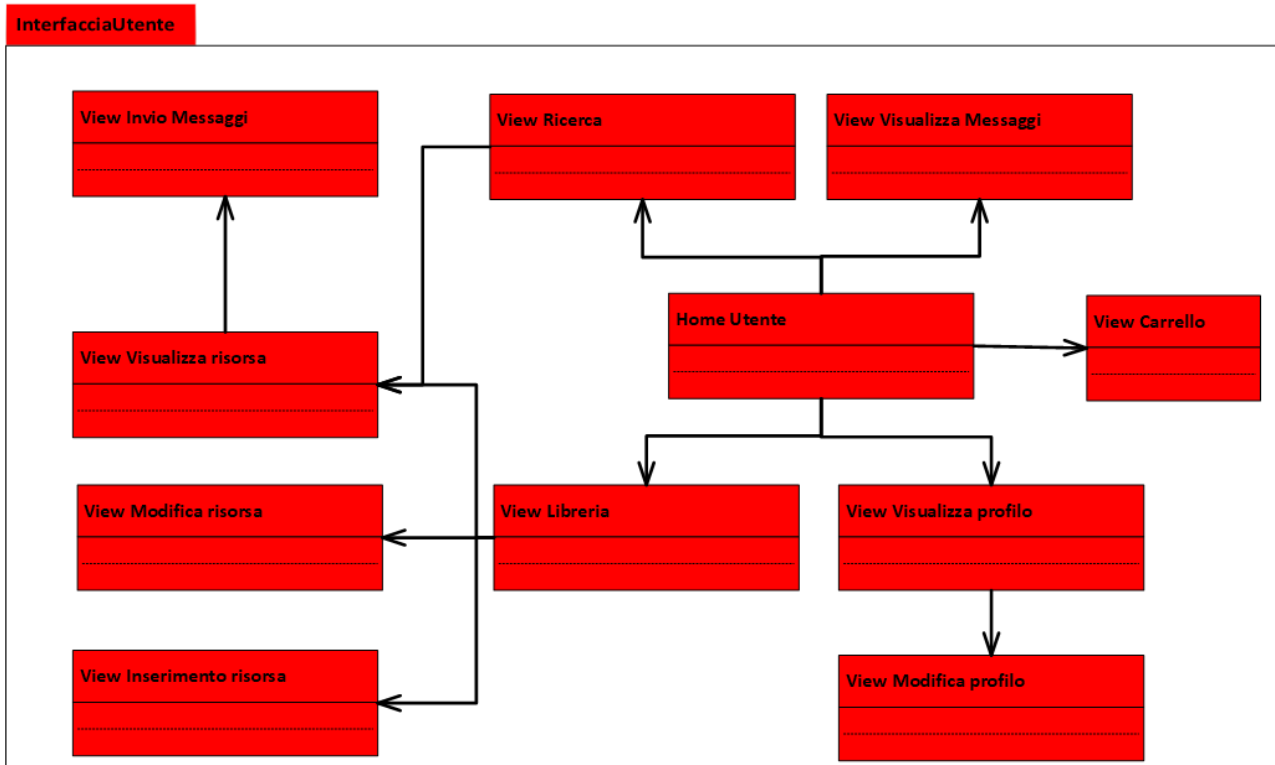 InterfacciaUtente
View Invio Messaggi
View Ricerca
View Visualizza Messaggi
Home Utente
View Carrello
View Visualizza risorsa
View Modifica risorsa
View Libreria
View Visualizza profilo
View Inserimento risorsa
View Modifica profilo